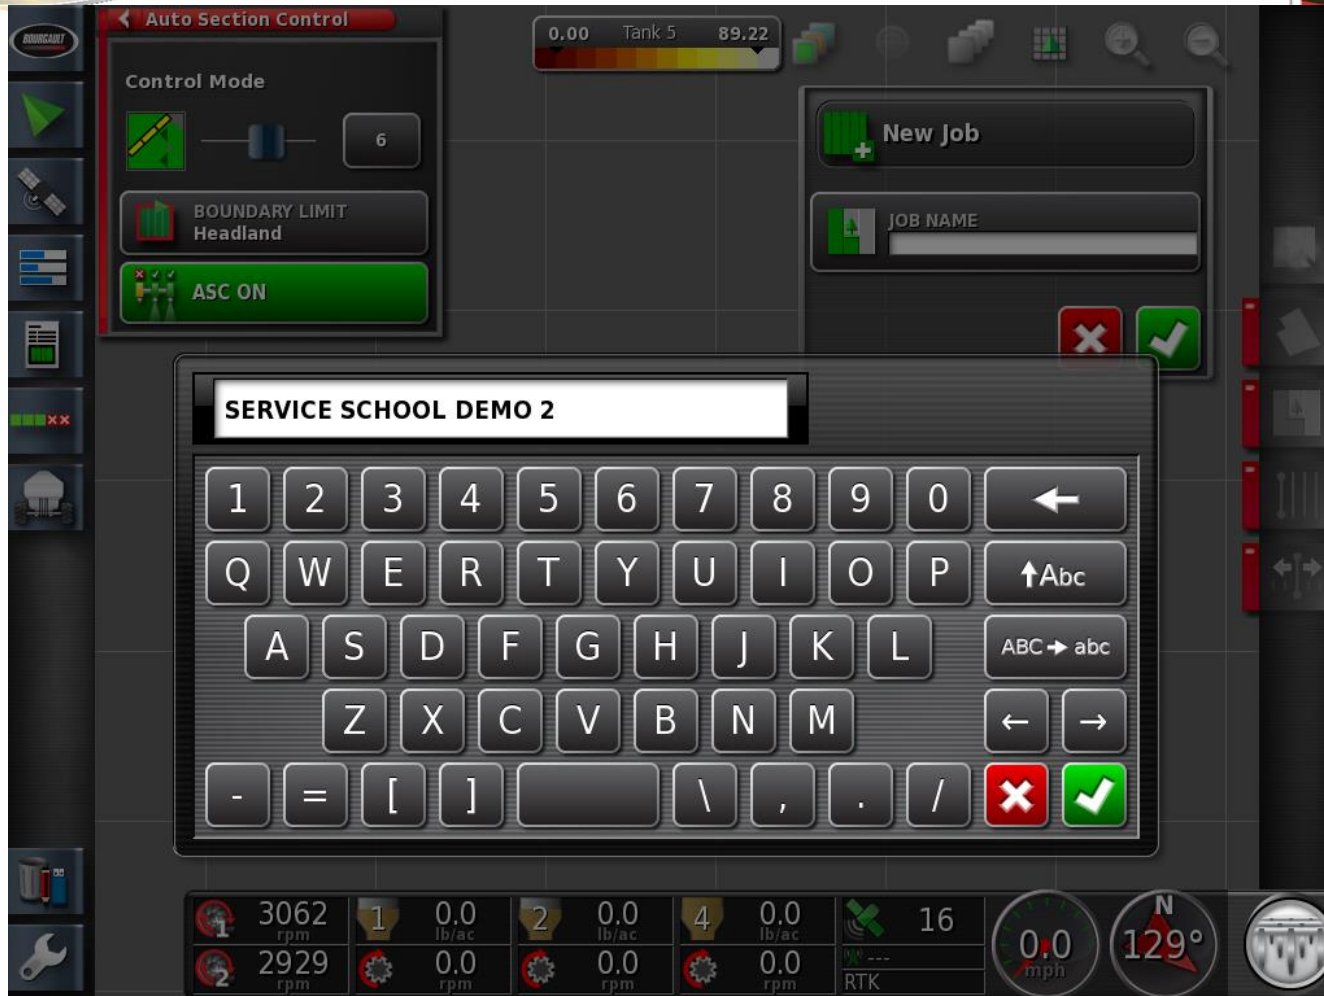 BOURGAULT
Auto Section Control
Control Mode
6
BOUNDARY LIMIT
Headland
ASC ON
0.00 Tank 5 89.22
New Job
JOB NAME
SERVICE SCHOOL DEMO 2
1 2 3 4 5 6 7 8 9 0
Q W E R T Y U I O P Abc
A S D F G H J K L ABC abc
Z X C V B N M
- = [ ] \ , . /
1 3062 rpm
2 2929 rpm
1 0.0 lb/ac
0.0 rpm
2 0.0 lb/ac
0.0 rpm
4 0.0 lb/ac
0.0 rpm
16
---
RTK
0.0
mph
N
129°